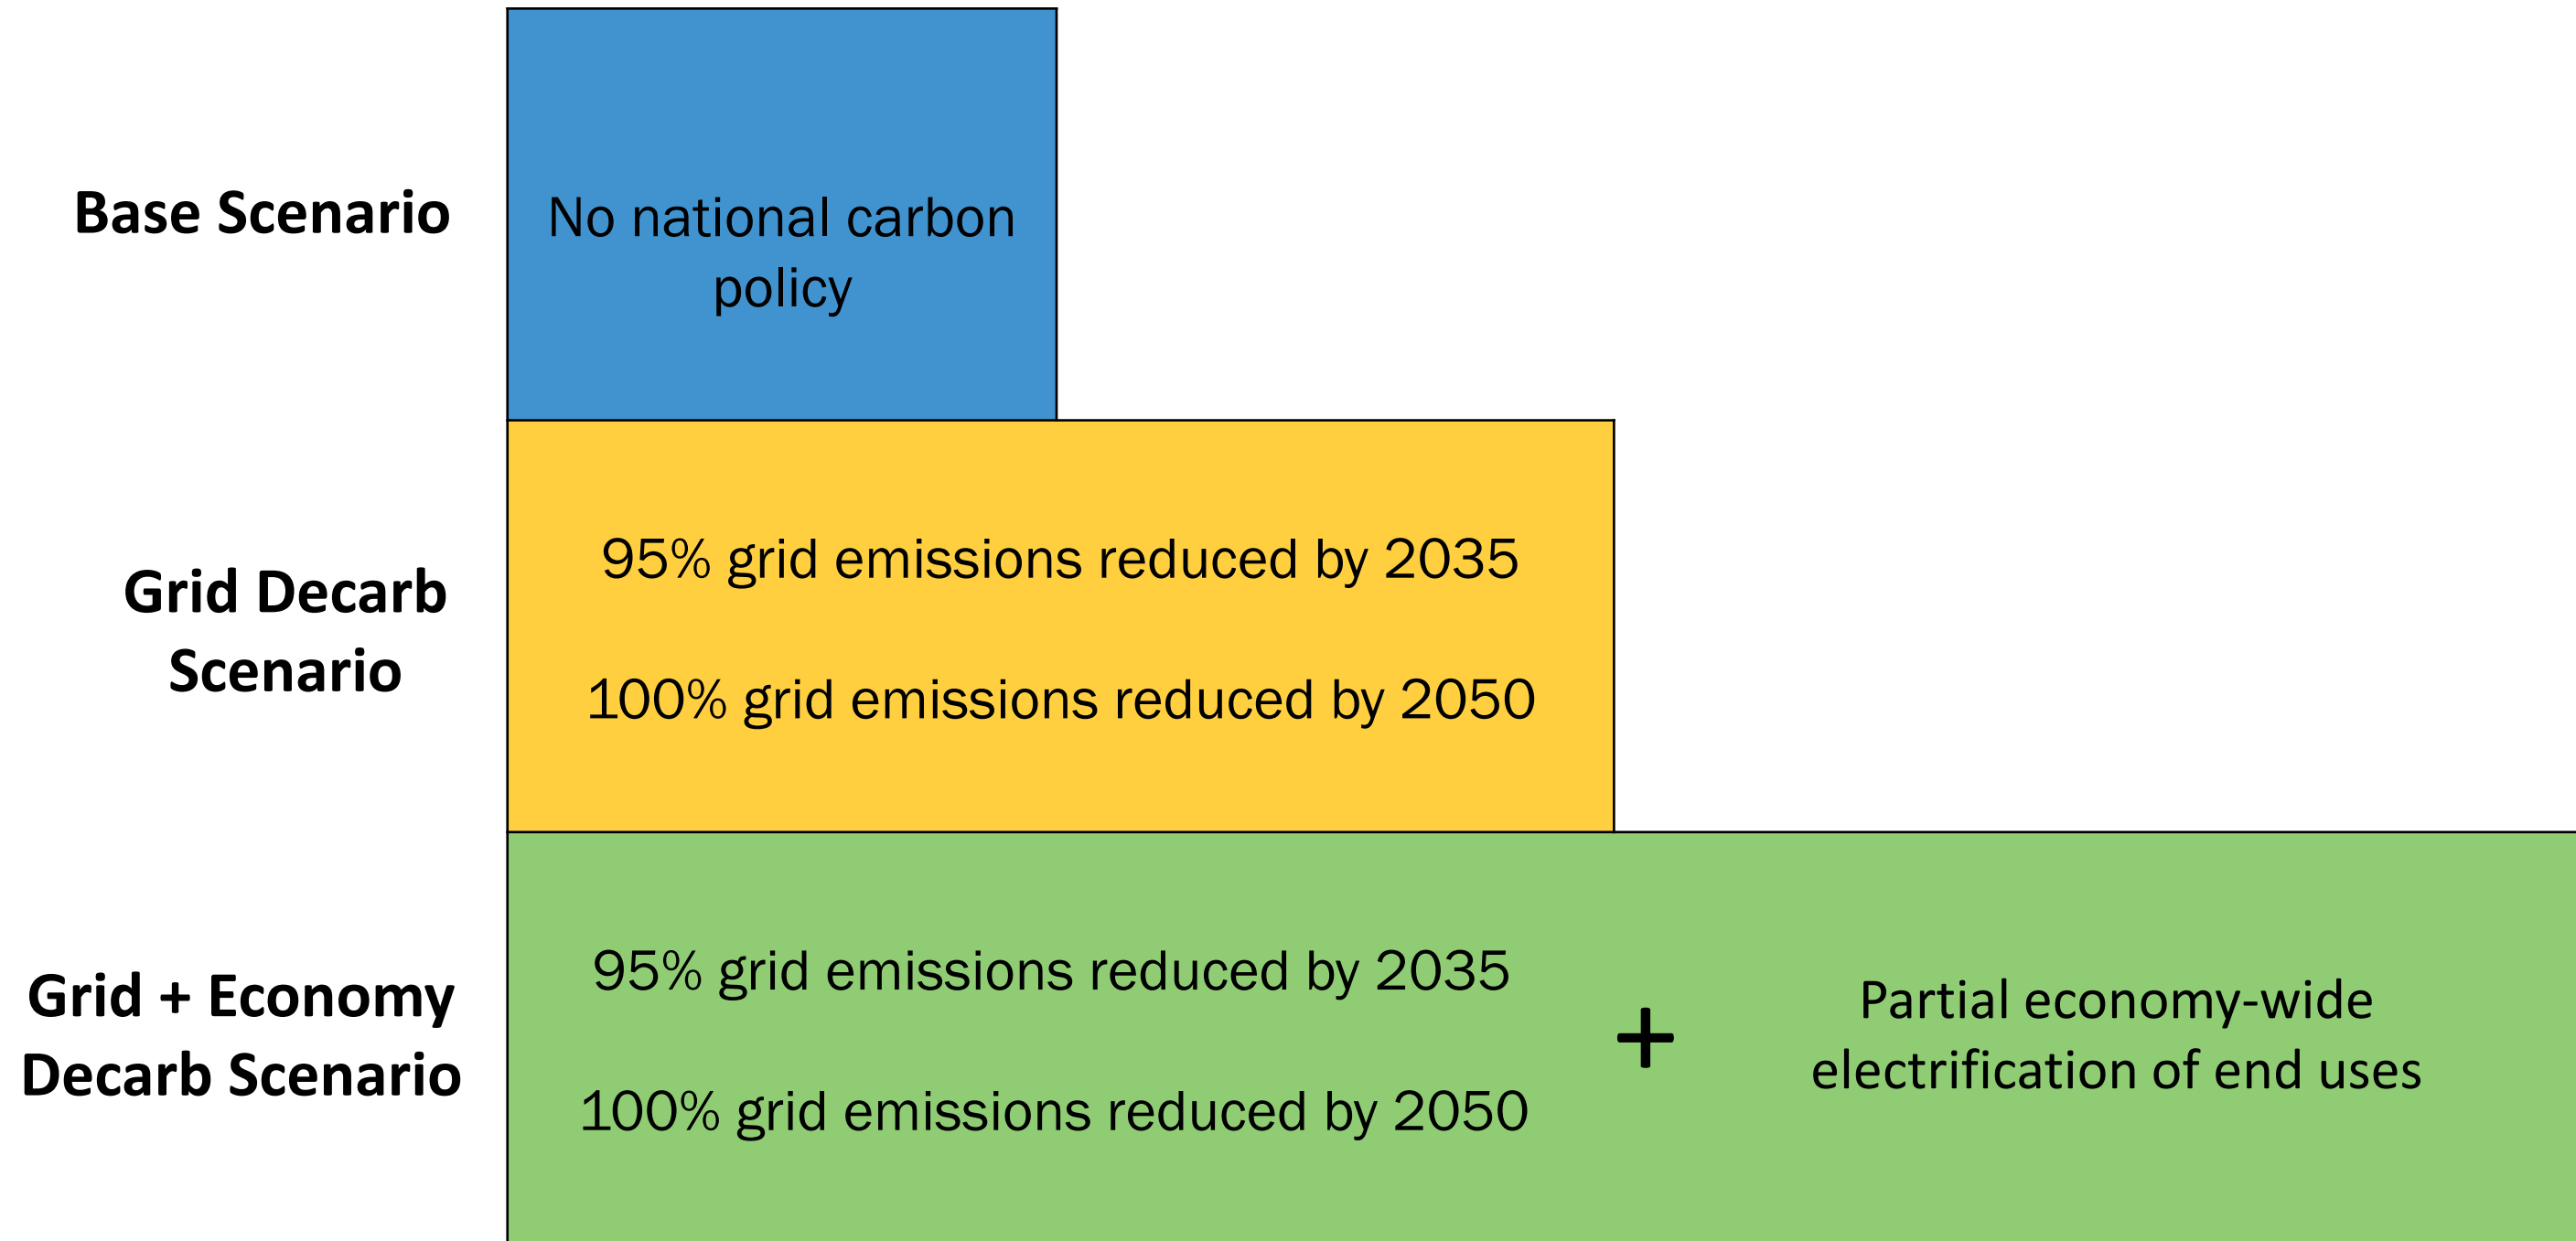 Base Scenario
No national carbon
policy
Grid Decarb
Scenario
95% grid emissions reduced by 2035
100% grid emissions reduced by 2050
Grid + Economy
Decarb Scenario
95% grid emissions reduced by 2035
100% grid emissions reduced by 2050
+
Partial economy-wide
electrification of end uses